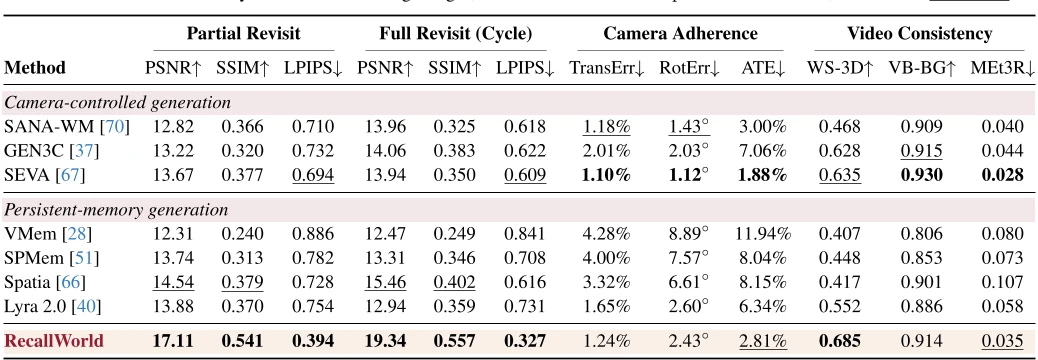 Partial Revisit Full Revisit (Cycle) Camera Adherence Video Consistency
Method PSNR↑ SSIM↑ LPIPS↓ PSNR↑ SSIM↑ LPIPS↓ TransErr↓ RotErr↓ ATE↓ WS-3D↑ VB-BG↑ MEt3R↓
Camera-controlled generation
SANA-WM [70] 12.82 0.366 0.710 13.96 0.325 0.618 1.18% 1.43° 3.00% 0.468 0.909 0.040
GEN3C [37] 13.22 0.320 0.732 14.06 0.383 0.622 2.01% 2.03° 7.06% 0.628 0.915 0.044
SEVA [67] 13.67 0.377 0.694 13.94 0.350 0.609 1.10% 1.12° 1.88% 0.635 0.930 0.028
Persistent-memory generation
VMem [28] 12.31 0.240 0.886 12.47 0.249 0.841 4.28% 8.89° 11.94% 0.407 0.806 0.080
SPMem [51] 13.74 0.313 0.782 13.31 0.346 0.708 4.00% 7.57° 8.04% 0.448 0.853 0.073
Spatia [66] 14.54 0.379 0.728 15.46 0.402 0.616 3.32% 6.61° 8.15% 0.417 0.901 0.107
Lyra 2.0 [40] 13.88 0.370 0.754 12.94 0.359 0.731 1.65% 2.60° 6.34% 0.552 0.886 0.058
RecallWorld 17.11 0.541 0.394 19.34 0.557 0.327 1.24% 2.43° 2.81% 0.685 0.914 0.035